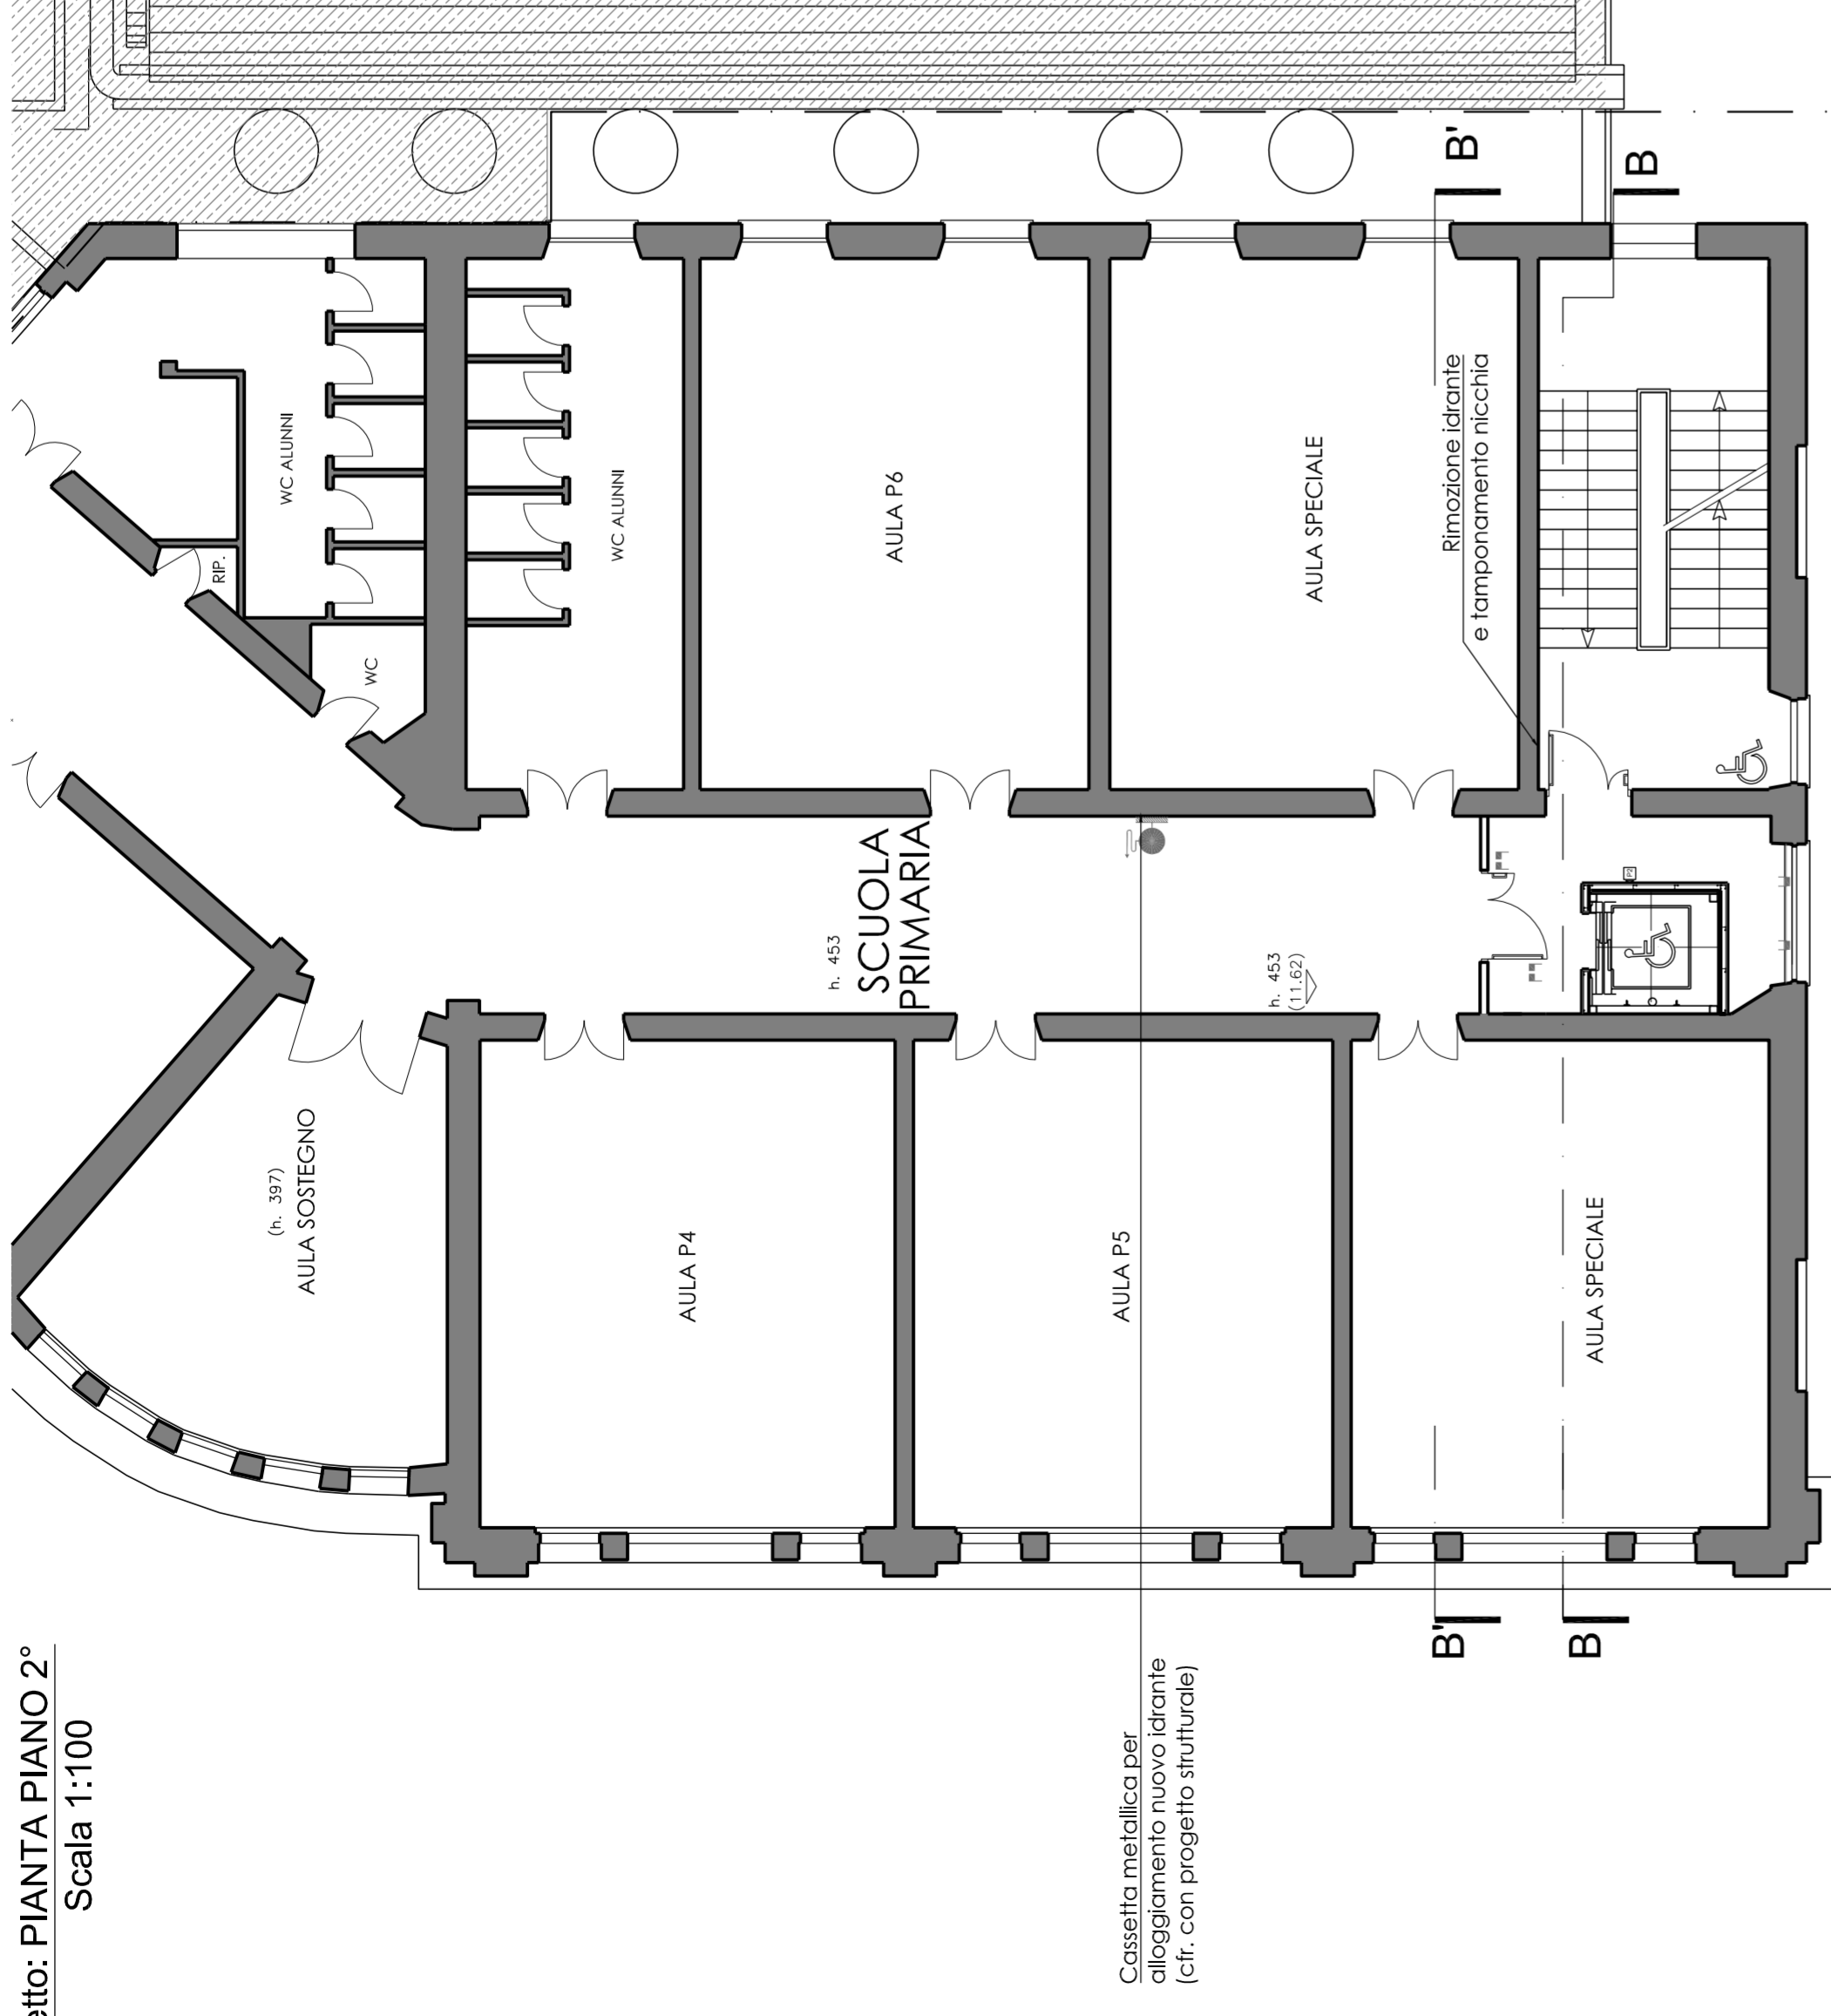 etto: PIANTA PIANO 2°
Scala 1:100
WC ALUNNI
RIP.
WC
WC ALUNNI
AULA P6
AULA SPECIALE
Rimozione idrante
e tamponamento nicchia
B'
B
h. 453
SCUOLA
PRIMARIA
h. 453
(11.62)
P2
(h. 397)
AULA SOSTEGNO
AULA P4
AULA P5
AULA SPECIALE
B'
B
Cassetta metallica per
alloggiamento nuovo idrante
(cfr. con progetto strutturale)